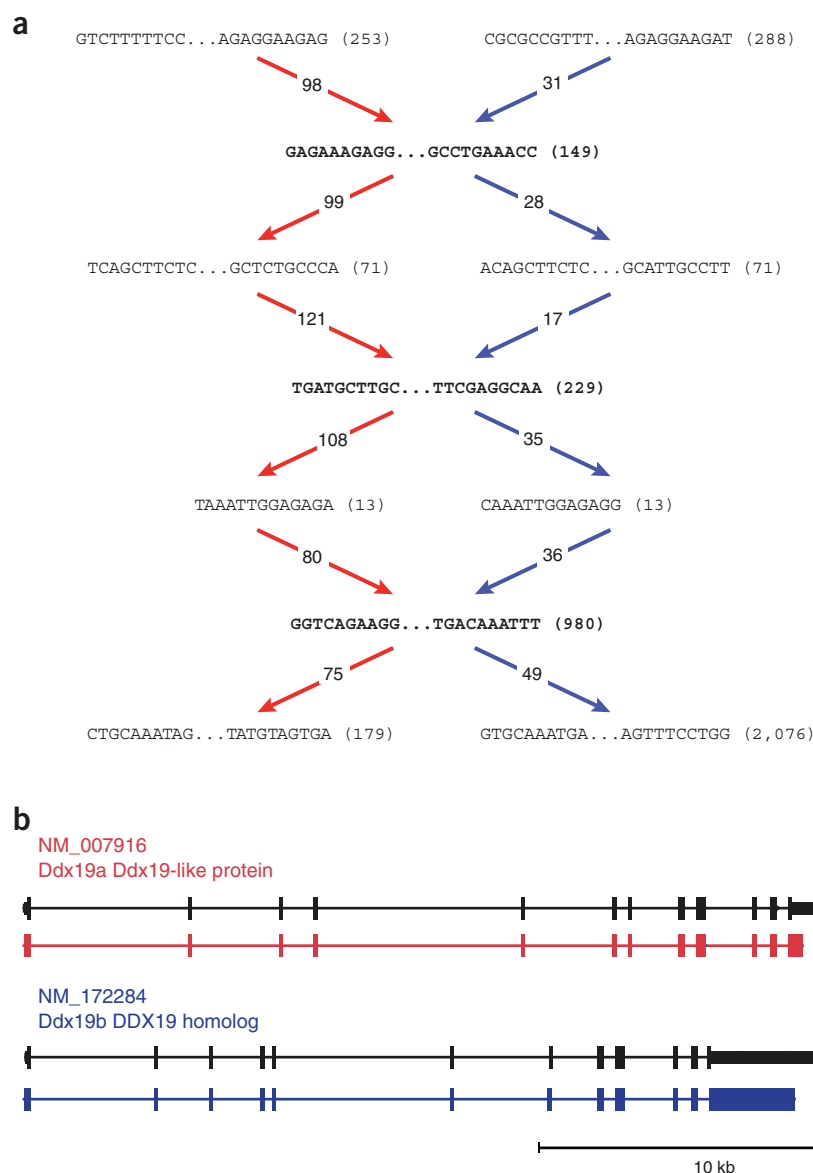 a
GTCTTTTTCC...AGAGGAAGAG (253) CGCGCCGTTT...AGAGGAAGAT (288)
98 31
GAGAAAGAGG...GCCTGAAACC (149)
99 28
TCAGCTTCTC...GCTCTGCCCA (71) ACAGCTTCTC...GCATTGCCTT (71)
121 17
TGATGCTTGC...TTCGAGGCAA (229)
108 35
TAAATTGGAGAGA (13) CAAATTGGAGAGG (13)
80 36
GGTCAGAAGG...TGACAAATTT (980)
75 49
CTGCAAATAG...TATGTAGTGA (179) GTGCAAATGA...AGTTTCCTGG (2,076)
b
NM_007916
Ddx19a Ddx19-like protein
NM_172284
Ddx19b DDX19 homolog
10 kb